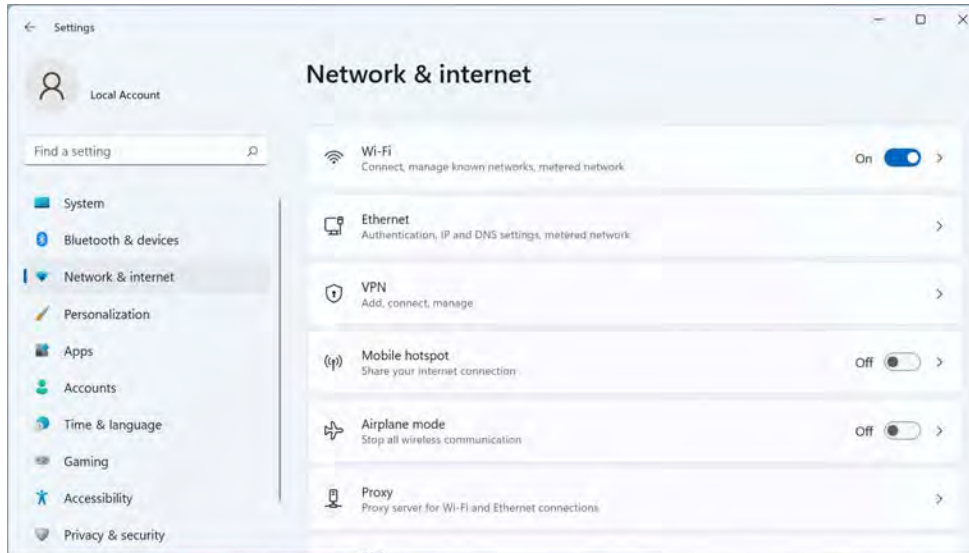 Settings
Local Account
Find a setting
System
Bluetooth & devices
Network & internet
Personalization
Apps
Accounts
Time & language
Gaming
Accessibility
Privacy & security
Network & internet
Wi-Fi
Connect, manage known networks, metered network
On
Ethernet
Authentication, IP and DNS settings, metered network
VPN
Add, connect, manage
Mobile hotspot
Share your internet connection
Off
Airplane mode
Stop all wireless communication
Off
Proxy
Proxy server for Wi-Fi and Ethernet connections